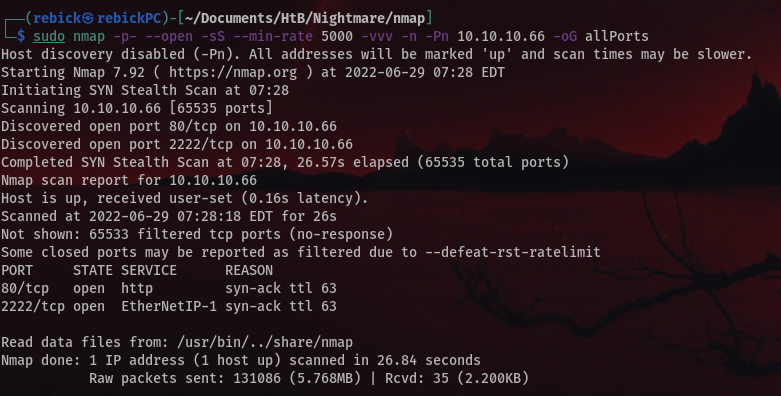 ┌──(rebick㉿rebickPC)-[~/Documents/HtB/Nightmare/nmap]
└─$ sudo nmap -p- --open -sS --min-rate 5000 -vvv -n -Pn 10.10.10.66 -oG allPorts
Host discovery disabled (-Pn). All addresses will be marked 'up' and scan times may be slower.
Starting Nmap 7.92 ( https://nmap.org ) at 2022-06-29 07:28 EDT
Initiating SYN Stealth Scan at 07:28
Scanning 10.10.10.66 [65535 ports]
Discovered open port 80/tcp on 10.10.10.66
Discovered open port 2222/tcp on 10.10.10.66
Completed SYN Stealth Scan at 07:28, 26.57s elapsed (65535 total ports)
Nmap scan report for 10.10.10.66
Host is up, received user-set (0.16s latency).
Scanned at 2022-06-29 07:28:18 EDT for 26s
Not shown: 65533 filtered tcp ports (no-response)
Some closed ports may be reported as filtered due to --defeat-rst-ratelimit
PORT     STATE SERVICE       REASON
80/tcp   open  http          syn-ack ttl 63
2222/tcp open  EtherNetIP-1 syn-ack ttl 63

Read data files from: /usr/bin/../share/nmap
Nmap done: 1 IP address (1 host up) scanned in 26.84 seconds
           Raw packets sent: 131086 (5.768MB) | Rcvd: 35 (2.200KB)